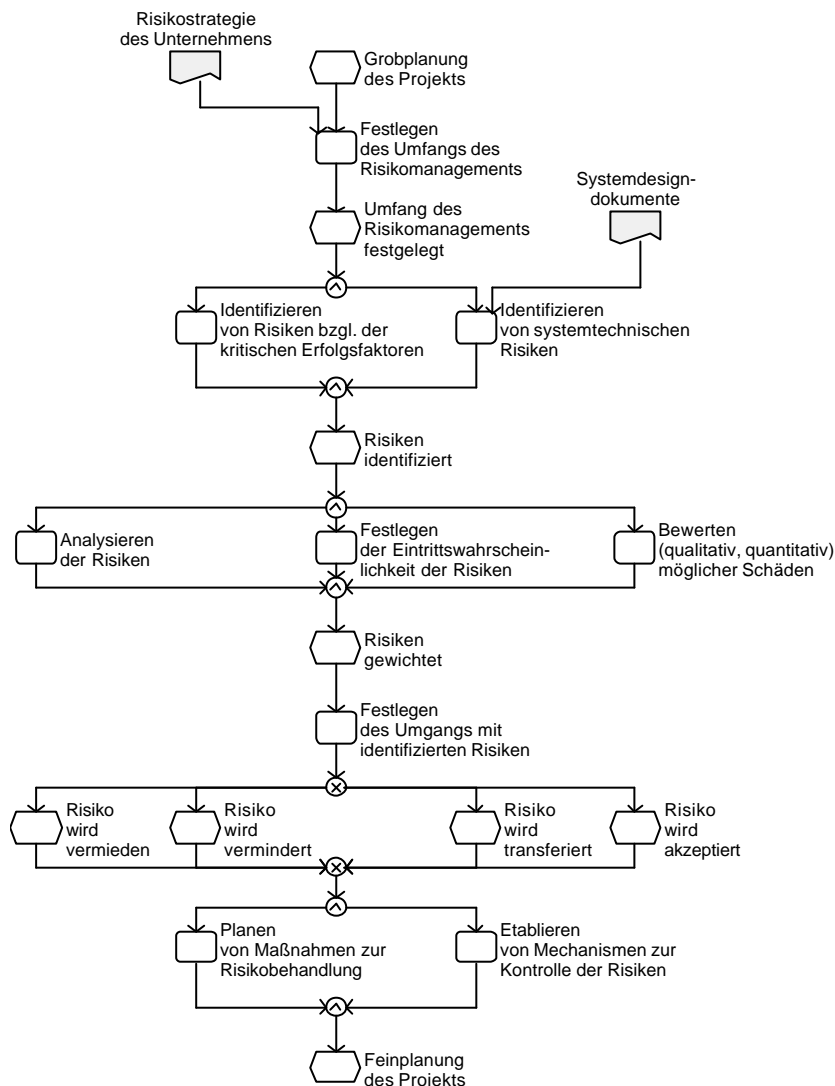 Risikostrategie
des Unternehmens
Grobplanung
des Projekts
Festlegen
des Umfangs des
Risikomanagements
Systemdesign-
dokumente
Umfang des
Risikomanagements
festgelegt
Identifizieren
von Risiken bzgl. der
kritischen Erfolgsfaktoren
Identifizieren
von systemtechnischen
Risiken
Risiken
identifiziert
Analysieren
der Risiken
Festlegen
der Eintrittswahrschein-
lichkeit der Risiken
Bewerten
(qualitativ, quantitativ)
möglicher Schäden
Risiken
gewichtet
Festlegen
des Umgangs mit
identifizierten Risiken
Risiko
wird
vermieden
Risiko
wird
vermindert
Risiko
wird
transferiert
Risiko
wird
akzeptiert
Planen
von Maßnahmen zur
Risikobehandlung
Etablieren
von Mechanismen zur
Kontrolle der Risiken
Feinplanung
des Projekts